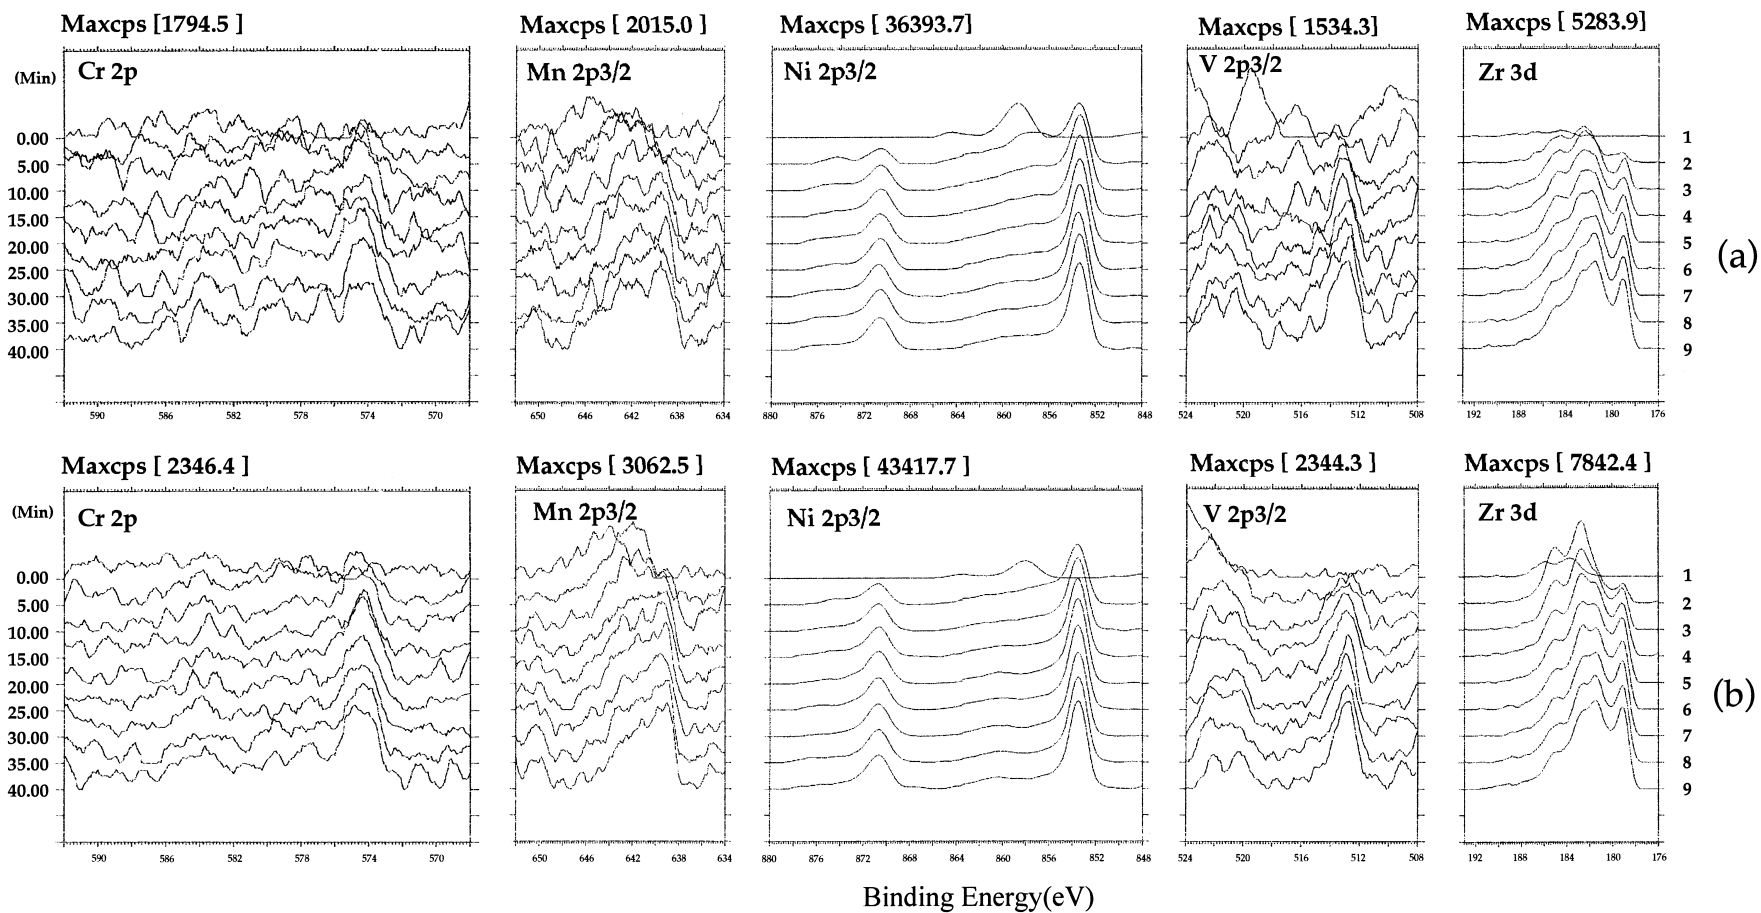 Maxcps [1794.5 ] Maxcps [ 2015.0 ] Maxcps [ 36393.7] Maxcps [ 1534.3] Maxcps [ 5283.9]
(Min) Cr 2p Mn 2p3/2 Ni 2p3/2 V 2p3/2 Zr 3d
0.00 1
5.00 2
10.00 3
15.00 4
20.00 5
25.00 6
30.00 7
35.00 8
40.00 9
(a)
590 586 582 578 574 570 650 646 642 638 634 880 876 872 868 864 860 856 852 848 524 520 516 512 508 192 188 184 180 176
Maxcps [ 2346.4 ] Maxcps [ 3062.5 ] Maxcps [ 43417.7 ] Maxcps [ 2344.3 ] Maxcps [ 7842.4 ]
(Min) Cr 2p Mn 2p3/2 Ni 2p3/2 V 2p3/2 Zr 3d
0.00 1
5.00 2
10.00 3
15.00 4
20.00 5
25.00 6
30.00 7
35.00 8
40.00 9
(b)
590 586 582 578 574 570 650 646 642 638 634 880 876 872 868 864 860 856 852 848 524 520 516 512 508 192 188 184 180 176
Binding Energy(eV)